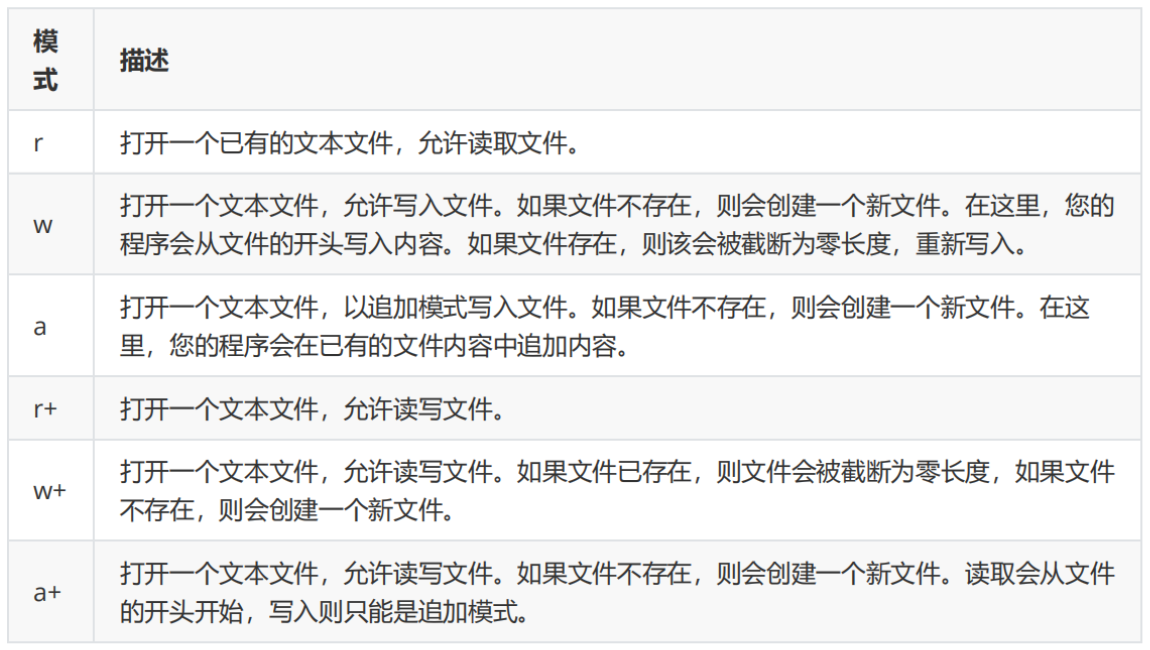 模
式
描述
r
打开一个已有的文本文件，允许读取文件。
w
打开一个文本文件，允许写入文件。如果文件不存在，则会创建一个新文件。在这里，您的
程序会从文件的开头写入内容。如果文件存在，则该会被截断为零长度，重新写入。
a
打开一个文本文件，以追加模式写入文件。如果文件不存在，则会创建一个新文件。在这
里，您的程序会在已有的文件内容中追加内容。
r+
打开一个文本文件，允许读写文件。
w+
打开一个文本文件，允许读写文件。如果文件已存在，则文件会被截断为零长度，如果文件
不存在，则会创建一个新文件。
a+
打开一个文本文件，允许读写文件。如果文件不存在，则会创建一个新文件。读取会从文件
的开头开始，写入则只能是追加模式。